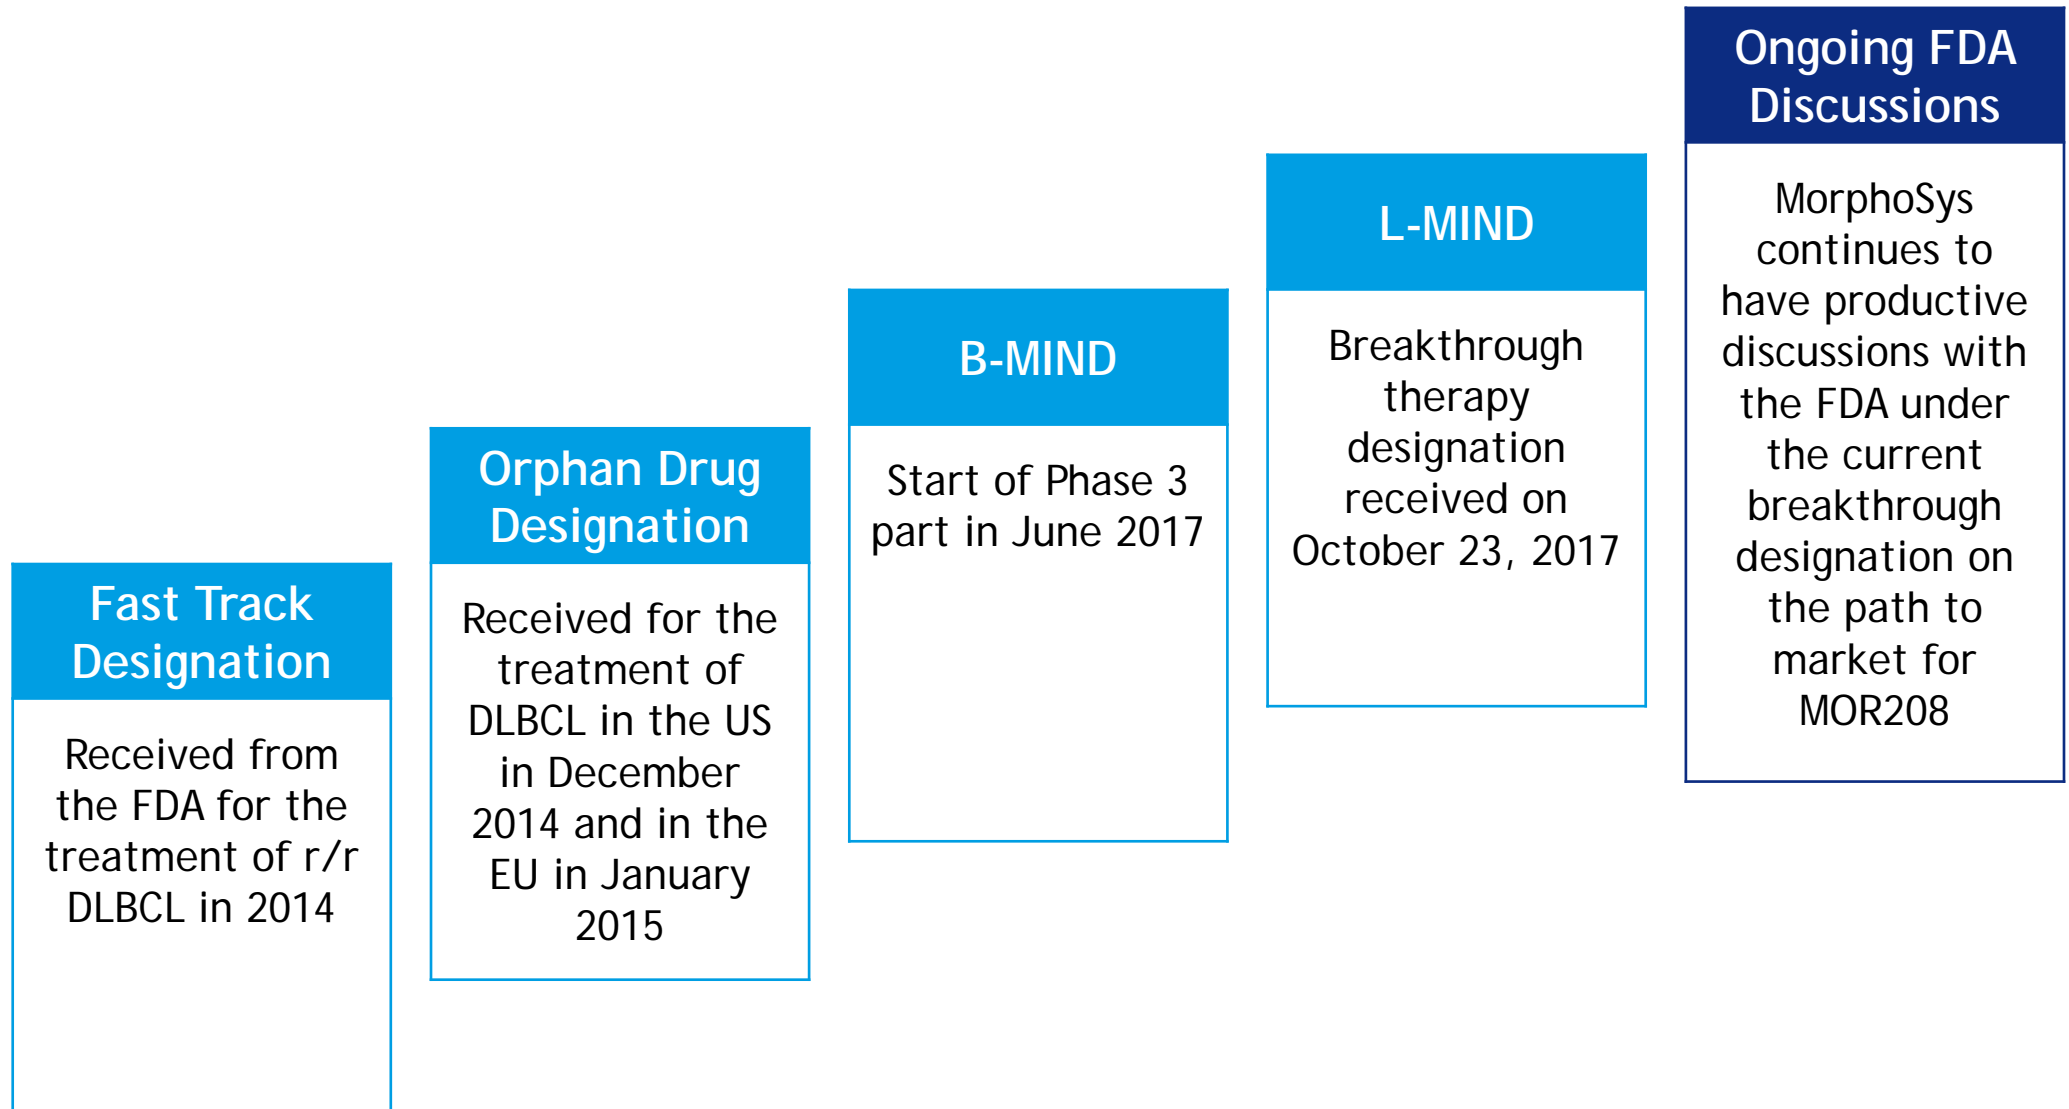 Fast Track
Designation
Received from
the FDA for the
treatment of r/r
DLBCL in 2014
Orphan Drug
Designation
Received for the
treatment of
DLBCL in the US
in December
2014 and in the
EU in January
2015
B-MIND
Start of Phase 3
part in June 2017
L-MIND
Breakthrough
therapy
designation
received on
October 23, 2017
Ongoing FDA
Discussions
MorphoSys
continues to
have productive
discussions with
the FDA under
the current
breakthrough
designation on
the path to
market for
MOR208